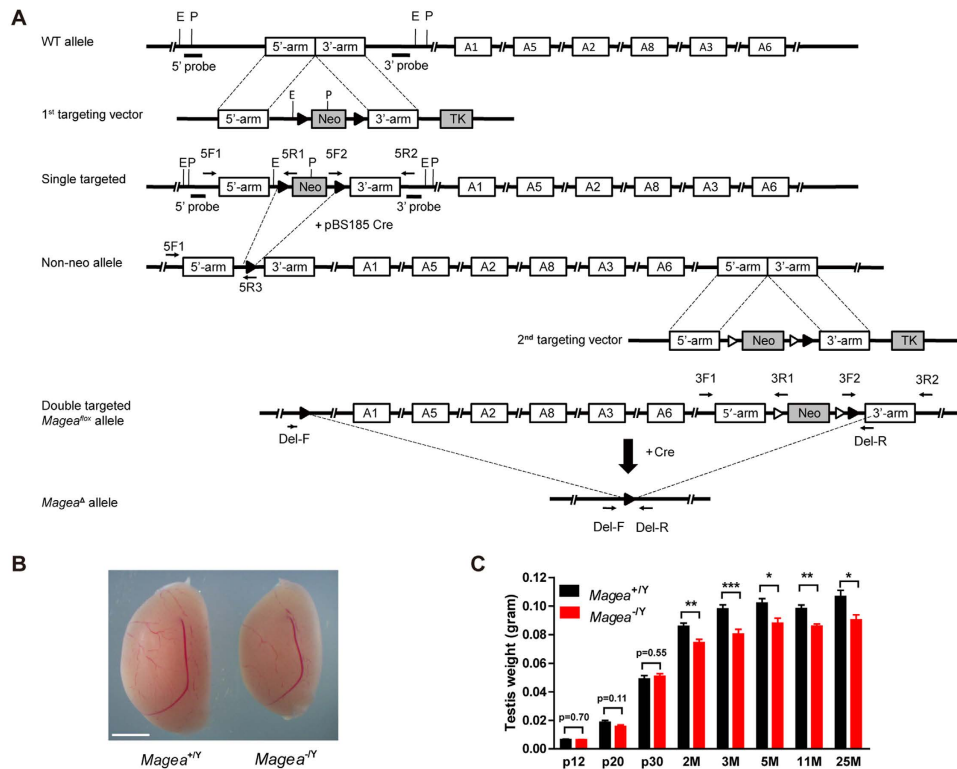 A
E P
WT allele
5'-arm 3'-arm A1 A5 A2 A8 A3 A6
5' probe 3' probe
E P
1st targeting vector 5'-arm Neo 3'-arm TK
EP 5F1 E 5R1 P 5F2 5R2 EP
Single targeted 5'-arm Neo 3'-arm A1 A5 A2 A8 A3 A6
5' probe 3' probe
+ pBS185 Cre
5F1
Non-neo allele 5'-arm 3'-arm A1 A5 A2 A8 A3 A6 5'-arm 3'-arm
5R3
2nd targeting vector 5'-arm Neo 3'-arm TK
3F1 3R1 3F2 3R2
Double targeted
Mageaflox allele
A1 A5 A2 A8 A3 A6 5'-arm Neo 3'-arm
Del-F Del-R
+Cre
MageaΔ allele
Del-F Del-R
B
Magea+/Y Magea-/Y
C
Testis weight (gram)
0.12
0.10
0.08
0.06
0.04
0.02
0.00
Magea+/Y
Magea-/Y
p=0.70
p=0.11
p=0.55
**
***
*
**
*
p12 p20 p30 2M 3M 5M 11M 25M